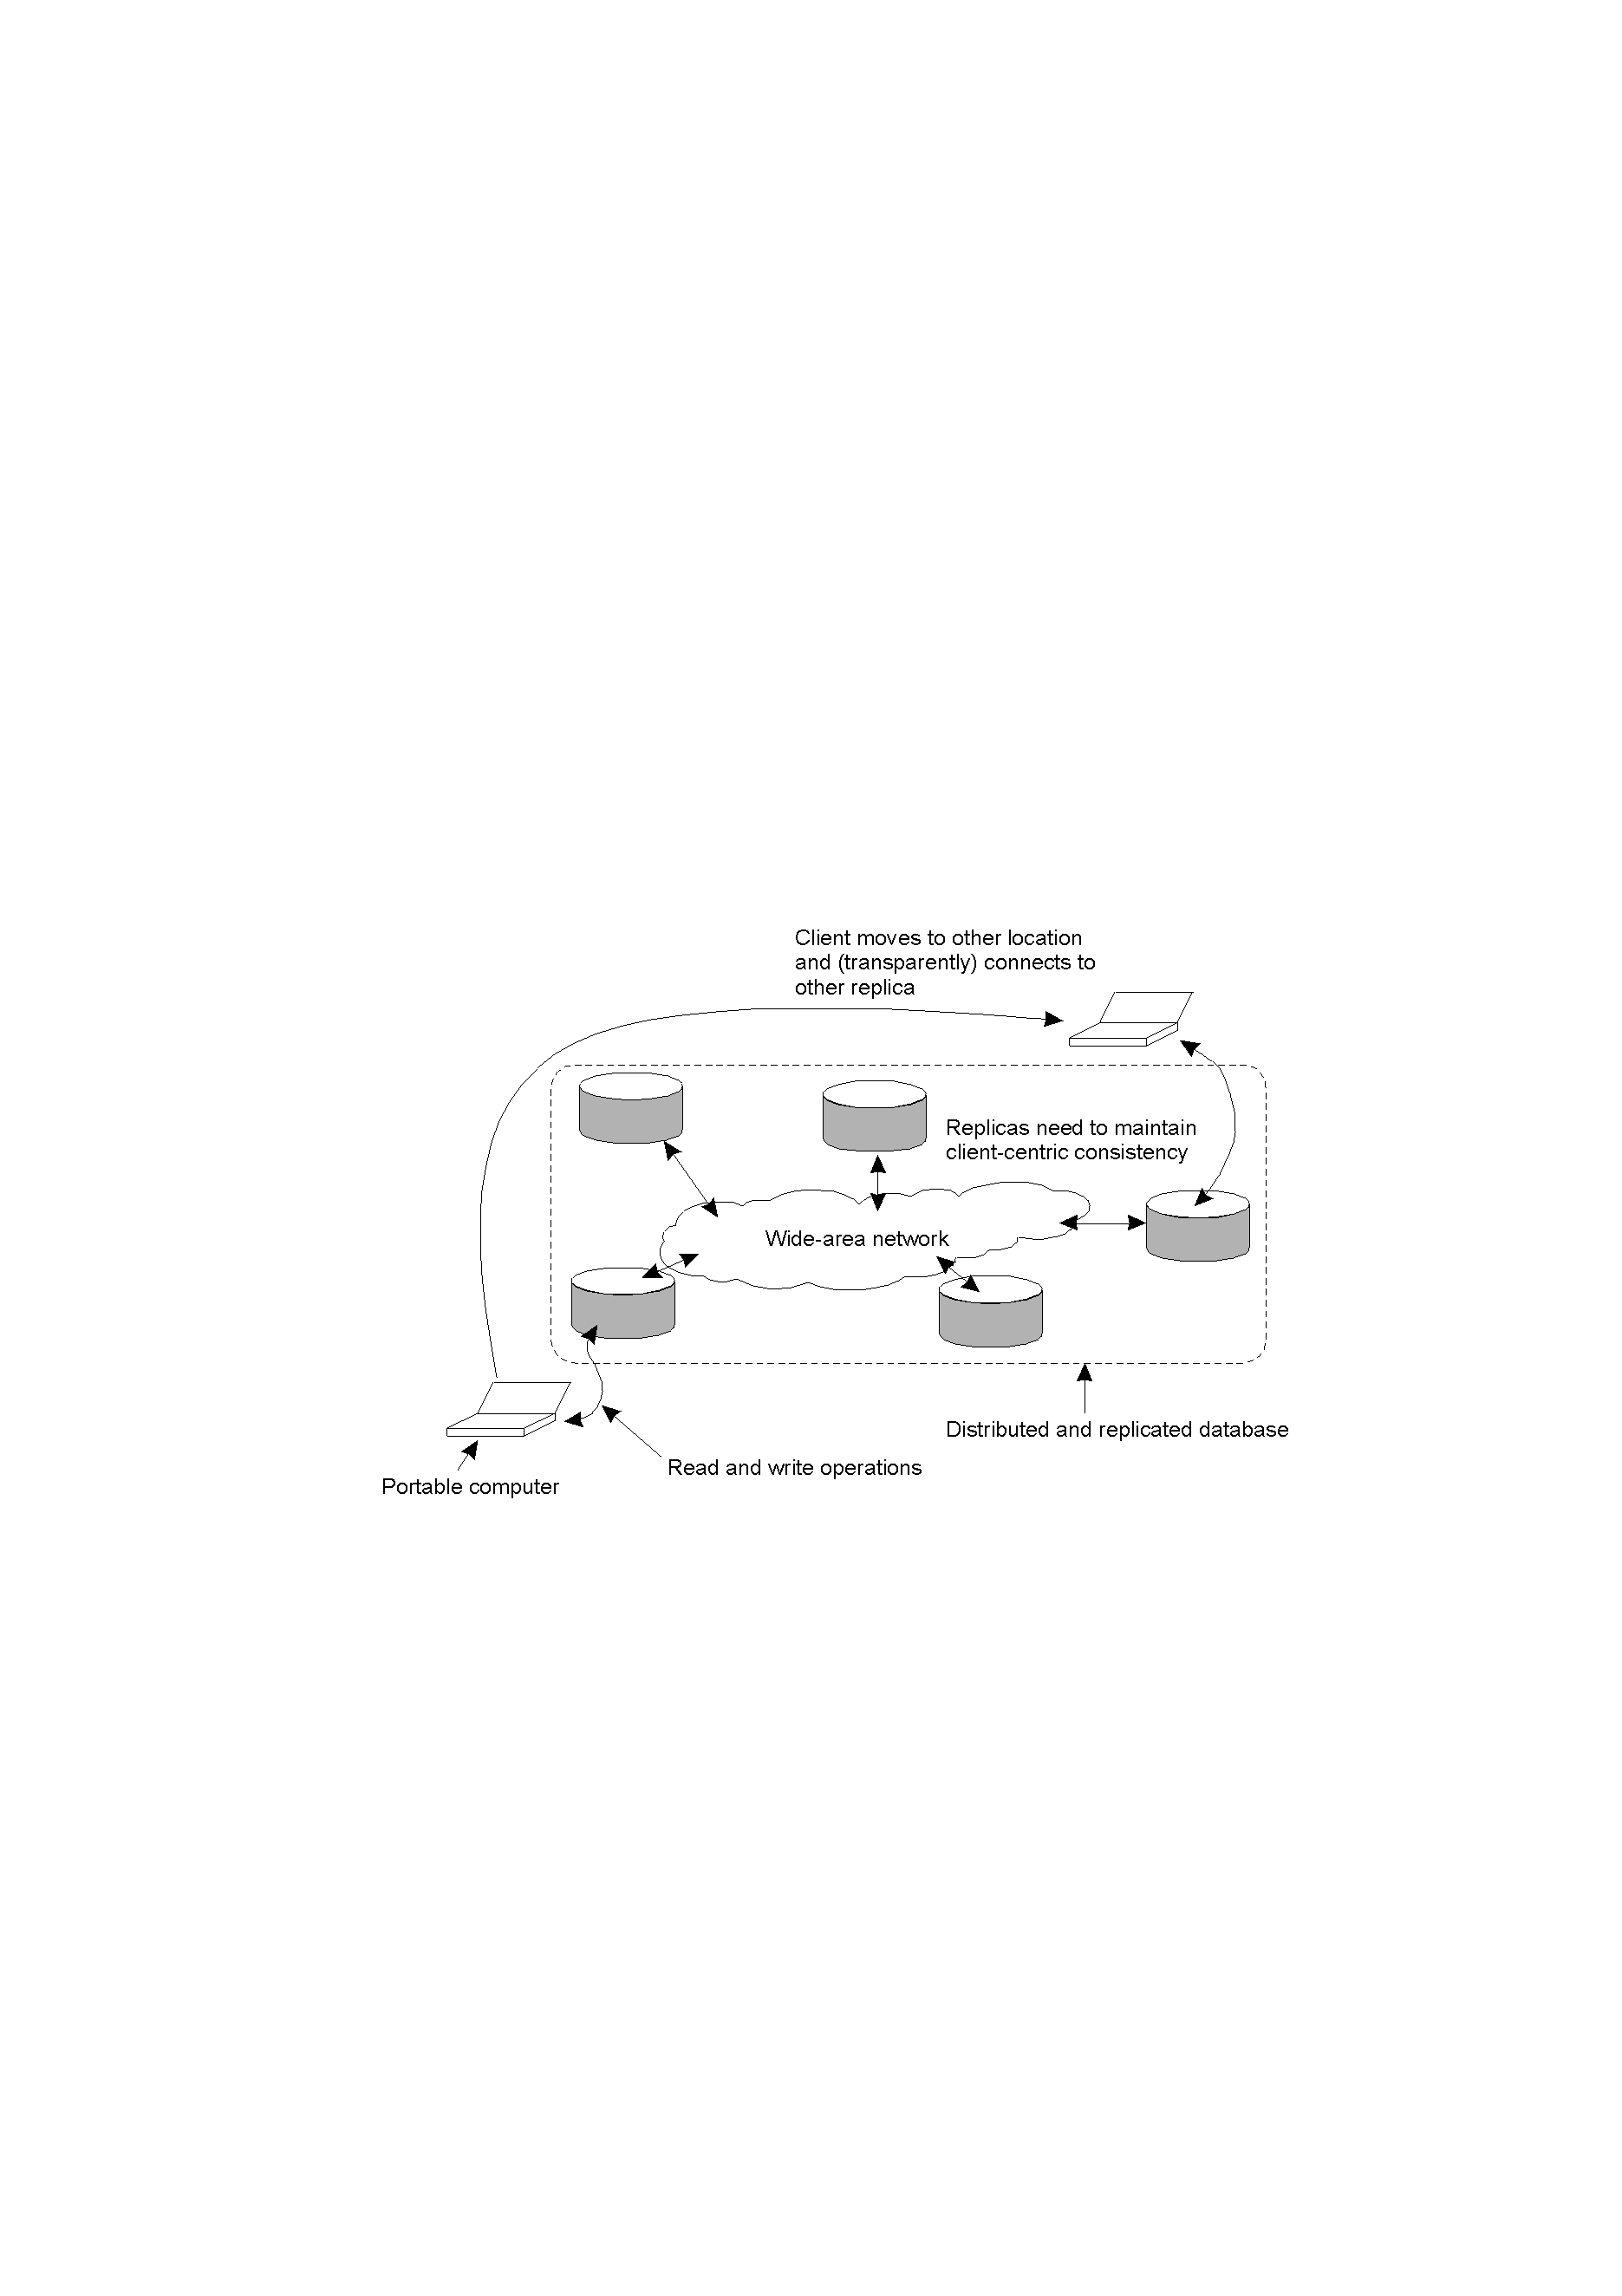 Client moves to other location
and (transparently) connects to
other replica
Replicas need to maintain
client-centric consistency
Wide-area network
Distributed and replicated database
Read and write operations
Portable computer